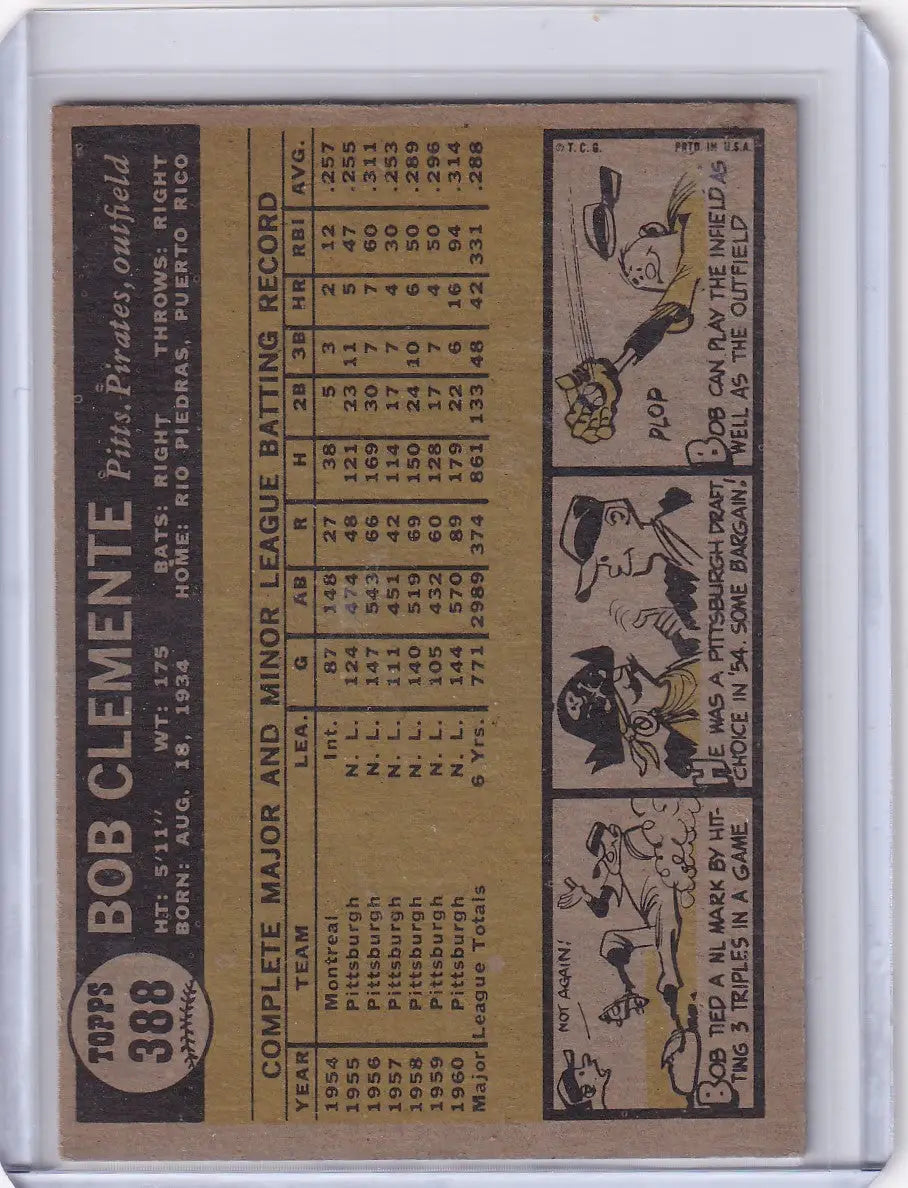 TOPPS
388
BOB CLEMENTE Pitts. Pirates, outfield
HT: 5'11" WT: 175 BATS: RIGHT THROWS: RIGHT
BORN: AUG. 18, 1934 HOME: RIO PIEDRAS, PUERTO RICO
COMPLETE MAJOR AND MINOR LEAGUE BATTING RECORD
YEAR TEAM LEA. G AB R H 2B 3B HR RBI AVG.
1954 Montreal Int. 87 148 27 38 5 3 2 12 .257
1955 Pittsburgh N. L. 124 474 48 121 23 11 5 47 .255
1956 Pittsburgh N. L. 147 543 66 169 30 7 7 60 .311
1957 Pittsburgh N. L. 111 451 42 114 17 7 4 30 .253
1958 Pittsburgh N. L. 140 519 69 150 24 10 6 50 .289
1959 Pittsburgh N. L. 105 432 60 128 17 7 4 50 .296
1960 Pittsburgh N. L. 144 570 89 179 22 6 16 94 .314
Major League Totals 6 Yrs. 771 2989 374 861 133 48 42 331 .288
NOT AGAIN!
BOB TIED A NL MARK BY HIT-
TING 3 TRIPLES IN A GAME
HE WAS A PITTSBURGH DRAFT
CHOICE IN '54. SOME BARGAIN!
© T.C.G. PRTD. IN U.S.A.
PLOP
BOB CAN PLAY THE INFIELD AS
WELL AS THE OUTFIELD